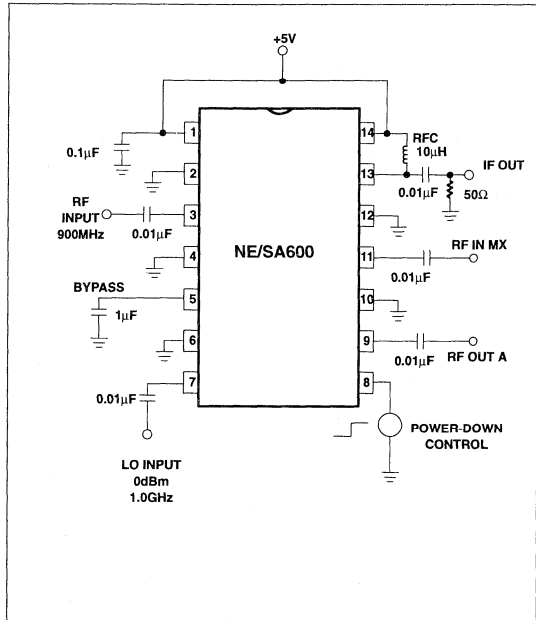 +5V
1
14
RFC
10μH
0.1μF
IF OUT
2
13
0.01μF
50Ω
RF
INPUT
900MHz
3
12
0.01μF
NE/SA600
4
11
RF IN MX
0.01μF
BYPASS
5
10
1μF
6
9
0.01μF
RF OUT A
7
8
0.01μF
POWER-DOWN
CONTROL
LO INPUT
0dBm
1.0GHz